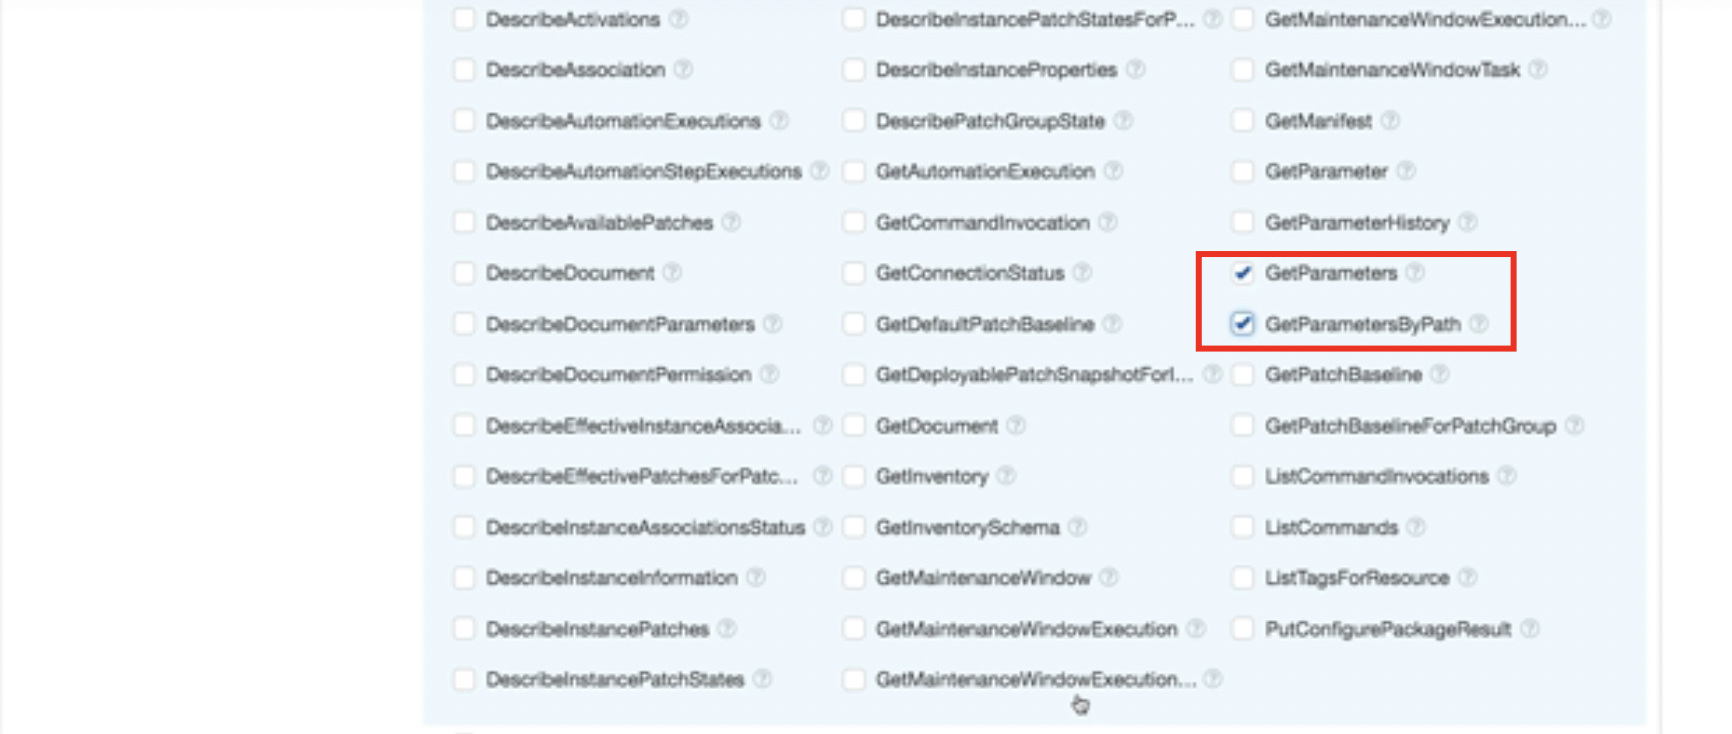 DescribeActivations
DescribeAssociation
DescribeAutomationExecutions
DescribeAutomationStepExecutions
DescribeAvailablePatches
DescribeDocument
DescribeDocumentParameters
DescribeDocumentPermission
DescribeEffectiveInstanceAssocia...
DescribeEffectivePatchesForPatc...
DescribeInstanceAssociationsStatus
DescribeInstanceInformation
DescribeInstancePatches
DescribeInstancePatchStates
DescribeInstancePatchStatesForP...
DescribeInstanceProperties
DescribePatchGroupState
GetAutomationExecution
GetCommandInvocation
GetConnectionStatus
GetDefaultPatchBaseline
GetDeployablePatchSnapshotForI...
GetDocument
GetInventory
GetInventorySchema
GetMaintenanceWindow
GetMaintenanceWindowExecution
GetMaintenanceWindowExecution...
GetMaintenanceWindowExecution...
GetMaintenanceWindowTask
GetManifest
GetParameter
GetParameterHistory
GetParameters
GetParametersByPath
GetPatchBaseline
GetPatchBaselineForPatchGroup
ListCommandInvocations
ListCommands
ListTagsForResource
PutConfigurePackageResult